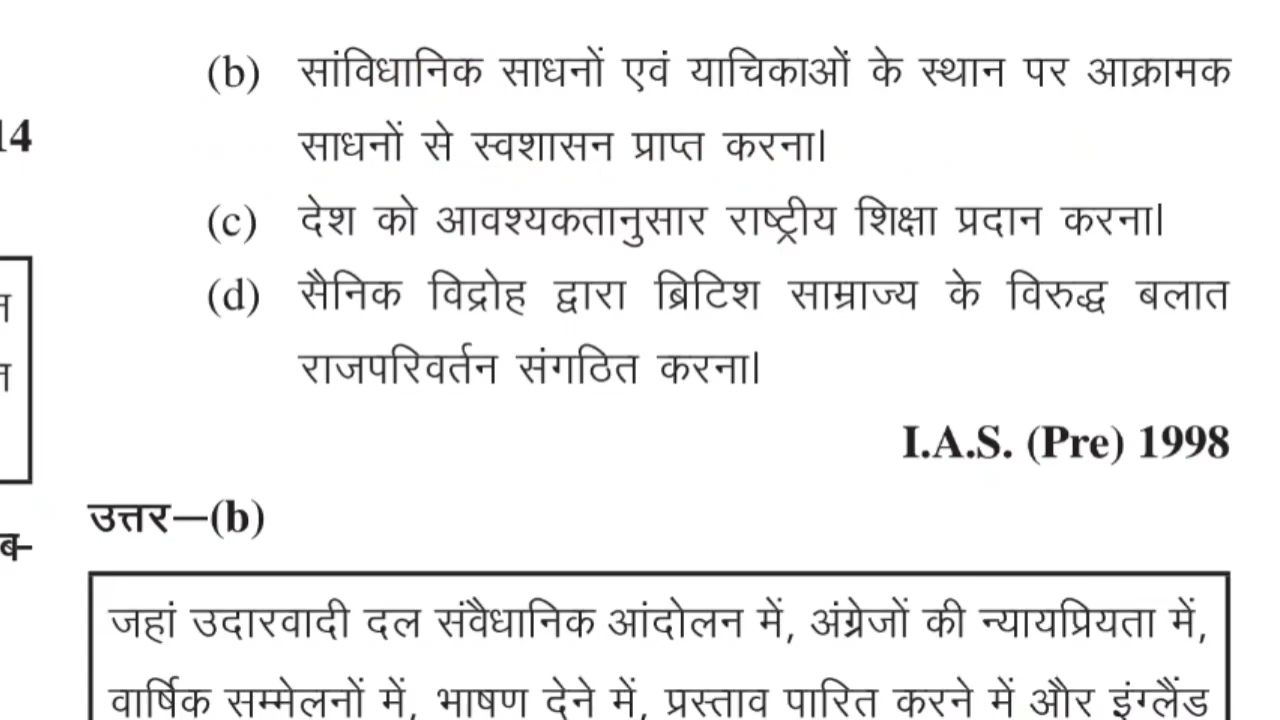 (b) सांविधानिक साधनों एवं याचिकाओं के स्थान पर आक्रामक
साधनों से स्वशासन प्राप्त करना।
(c) देश को आवश्यकतानुसार राष्ट्रीय शिक्षा प्रदान करना।
(d) सैनिक विद्रोह द्वारा ब्रिटिश साम्राज्य के विरुद्ध बलात
राजपरिवर्तन संगठित करना।
I.A.S. (Pre) 1998
उत्तर—(b)
जहां उदारवादी दल संवैधानिक आंदोलन में, अंग्रेजों की न्यायप्रियता में,
वार्षिक सम्मेलनों में, भाषण देने में, प्रस्ताव पारित करने में और इंग्लैंड
14